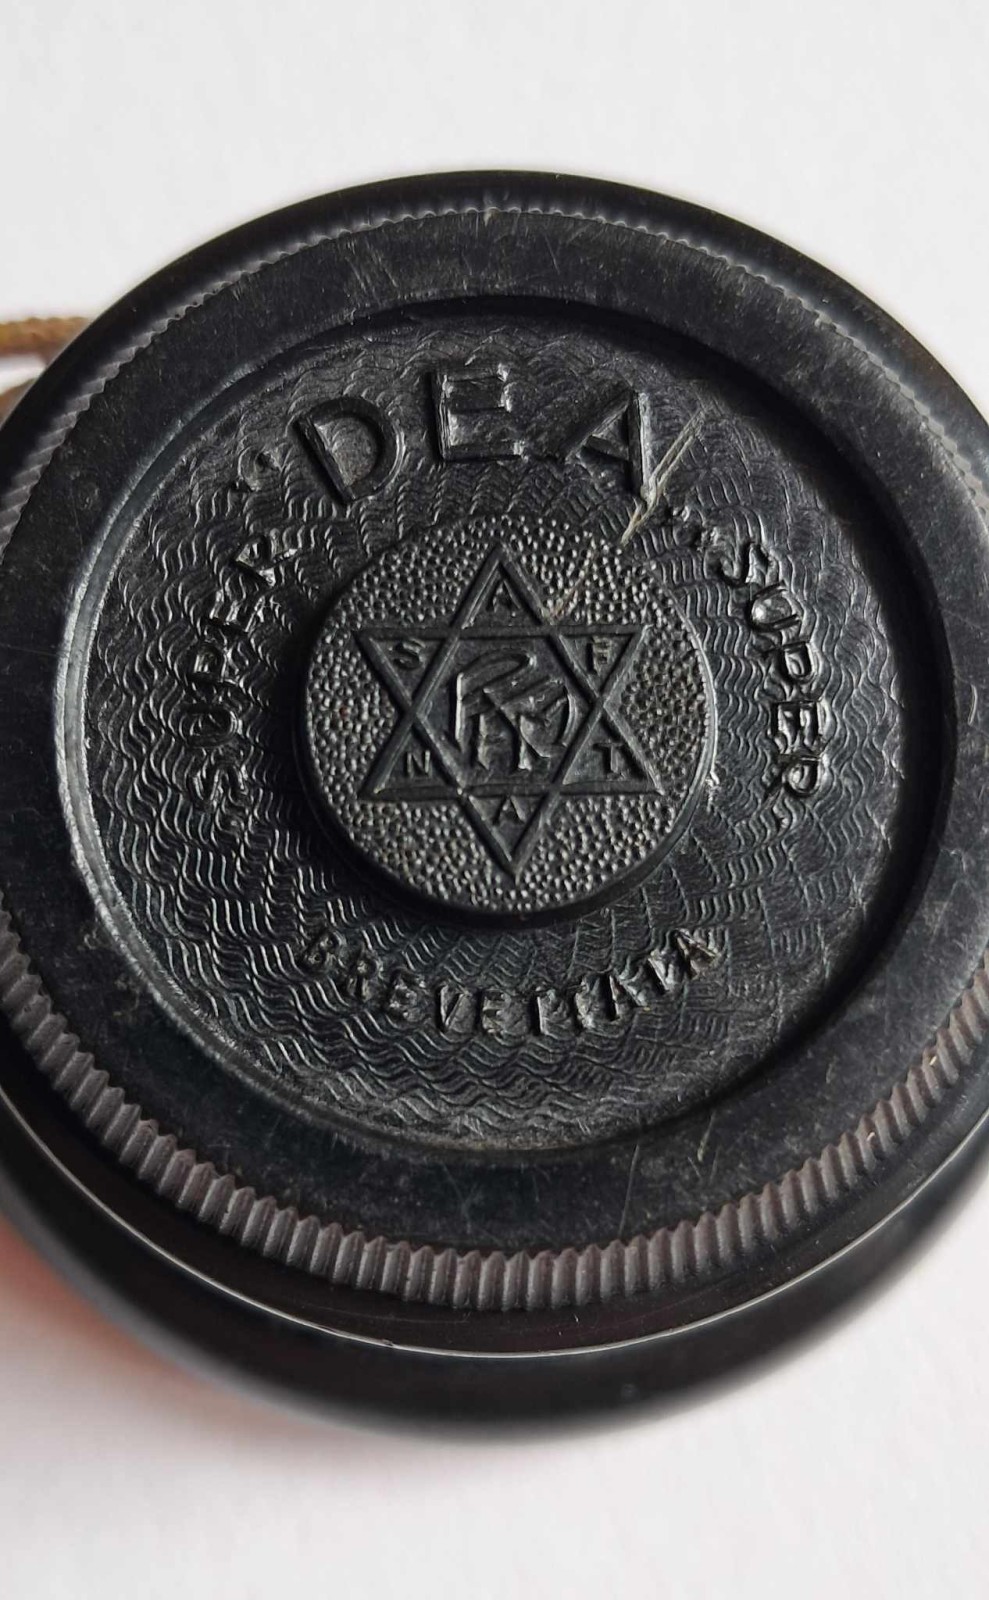 SUPER "DEA" SUPER
S F
N T
A
BREVETTATA